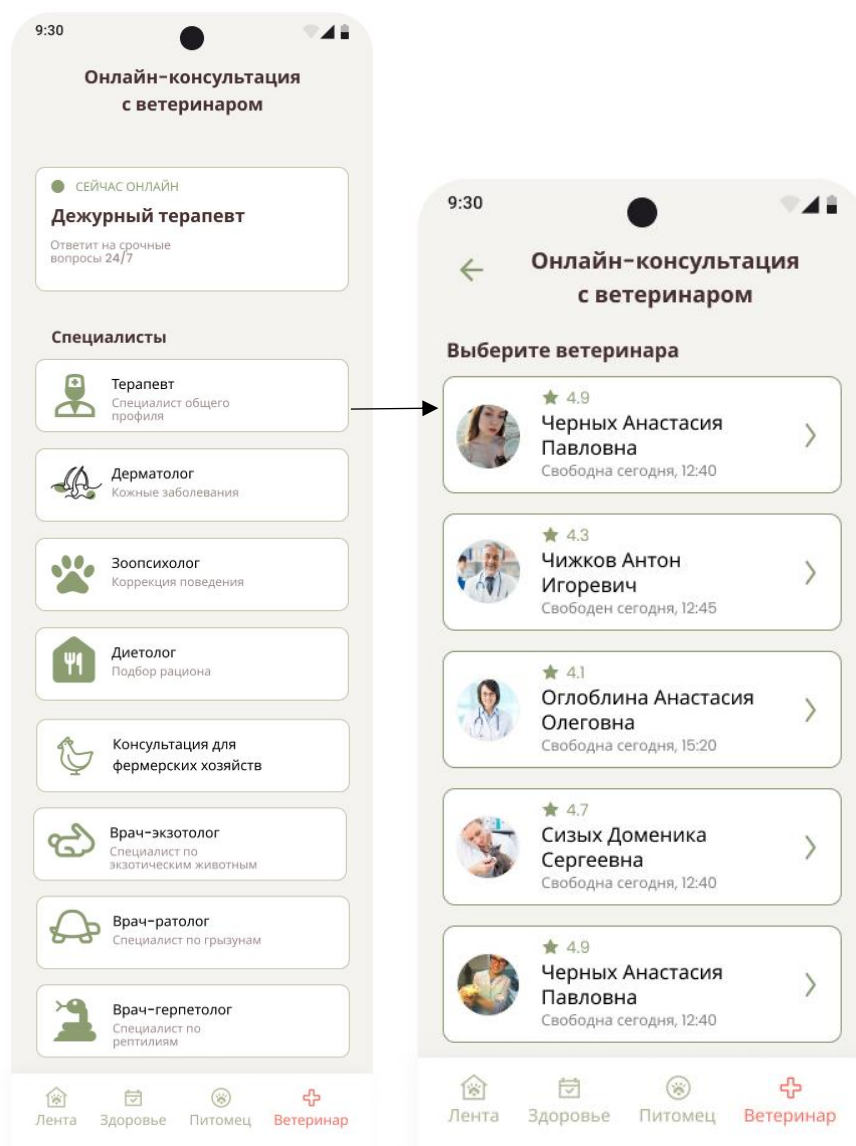 9:30
Онлайн-консультация
с ветеринаром
СЕЙЧАС ОНЛАЙН
Дежурный терапевт
Ответит на срочные
вопросы 24/7
Специалисты
Терапевт
Специалист общего
профиля
Дерматолог
Кожные заболевания
Зоопсихолог
Коррекция поведения
Диетолог
Подбор рациона
Консультация для
фермерских хозяйств
Врач-экзотолог
Специалист по
экзотическим животным
Врач-ратолог
Специалист по грызунам
Врач-герпетолог
Специалист по
рептилиям
Лента
Здоровье
Питомец
Ветеринар
9:30
Онлайн-консультация
с ветеринаром
Выберите ветеринара
4.9
Черных Анастасия
Павловна
Свободна сегодня, 12:40
4.3
Чижков Антон
Игоревич
Свободен сегодня, 12:45
4.1
Оглоблина Анастасия
Олеговна
Свободна сегодня, 15:20
4.7
Сизых Доменика
Сергеевна
Свободна сегодня, 12:40
4.9
Черных Анастасия
Павловна
Свободна сегодня, 12:40
Лента
Здоровье
Питомец
Ветеринар